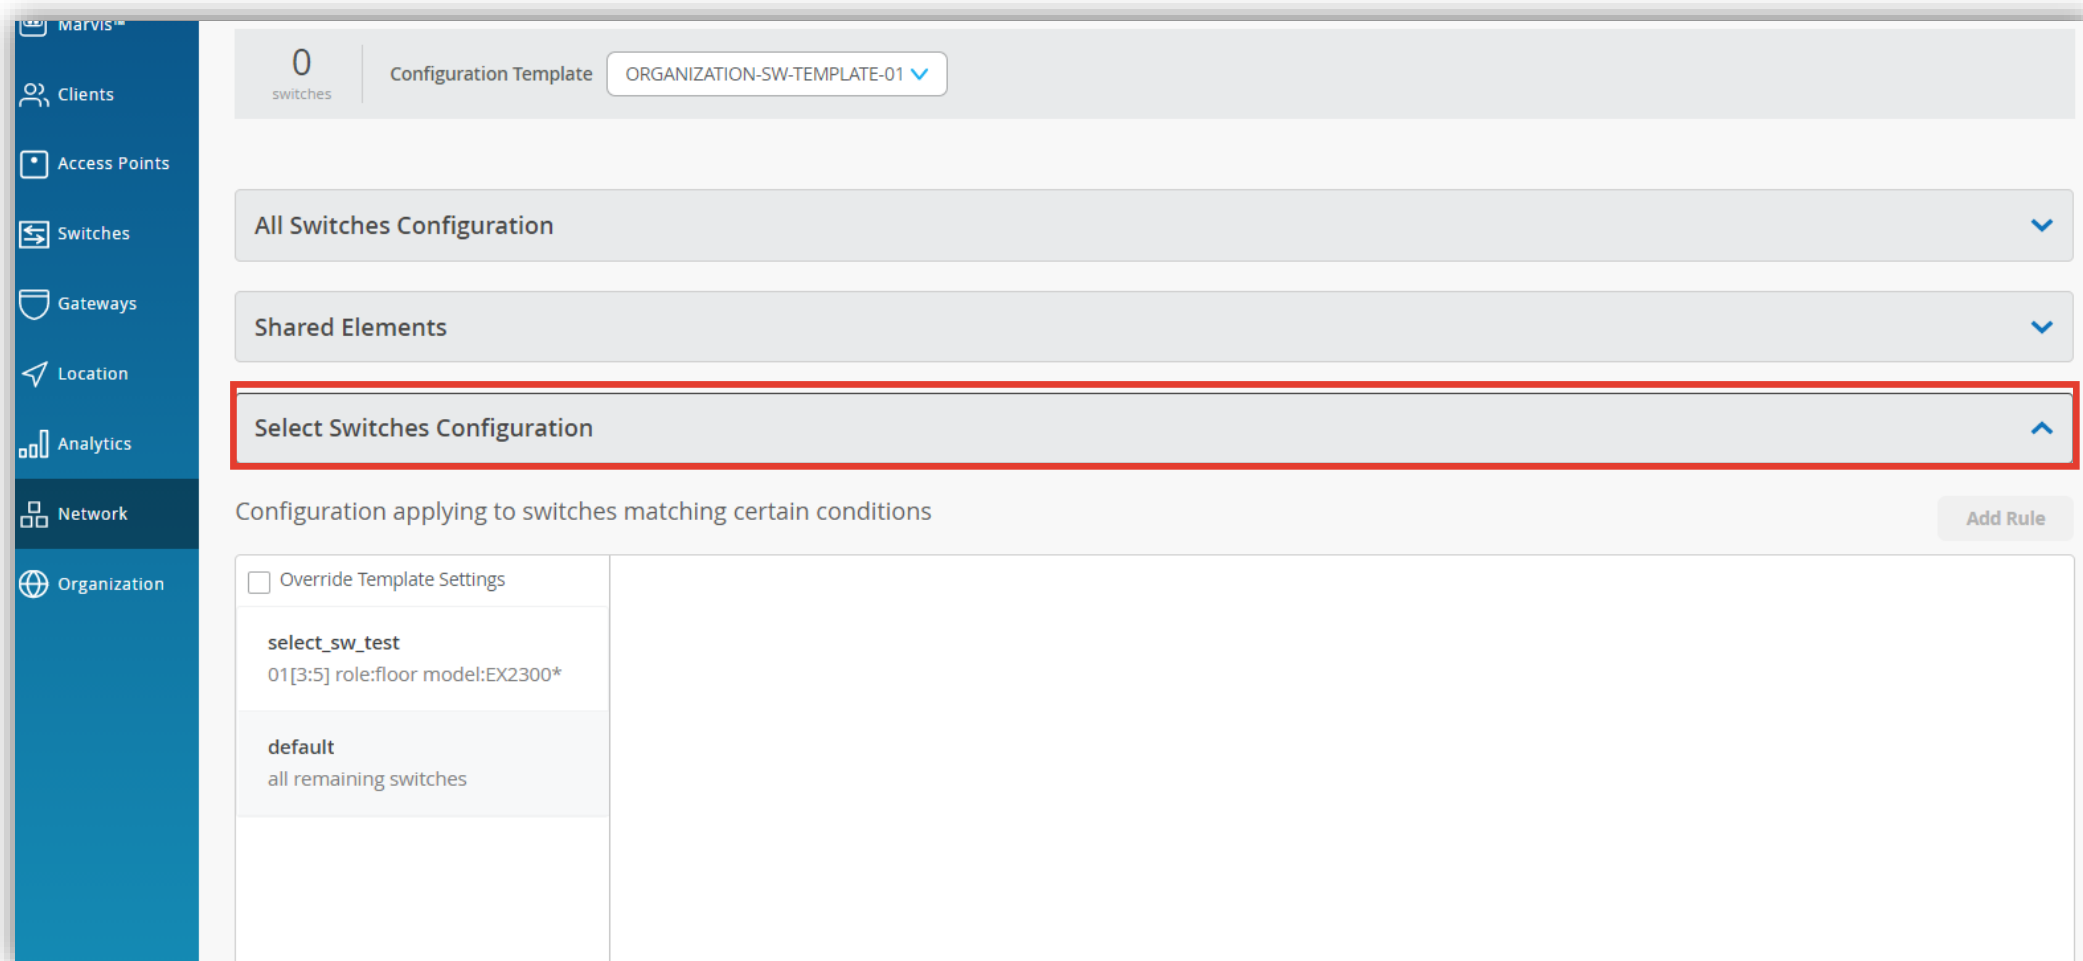 Marvis™
Clients
Access Points
Switches
Gateways
Location
Analytics
Network
Organization
0
switches
Configuration Template
ORGANIZATION-SW-TEMPLATE-01
All Switches Configuration
Shared Elements
Select Switches Configuration
Configuration applying to switches matching certain conditions
Add Rule
Override Template Settings
select_sw_test
01[3:5] role:floor model:EX2300*
default
all remaining switches